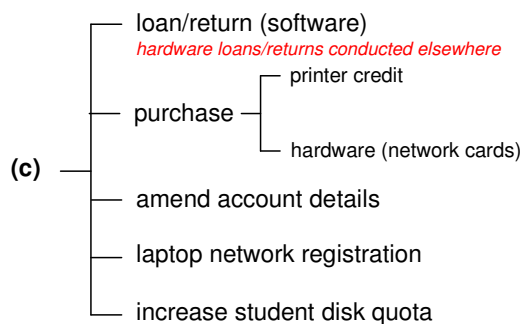 loan/return (software)
hardware loans/returns conducted elsewhere
printer credit
purchase
hardware (network cards)
(c)
amend account details
laptop network registration
increase student disk quota